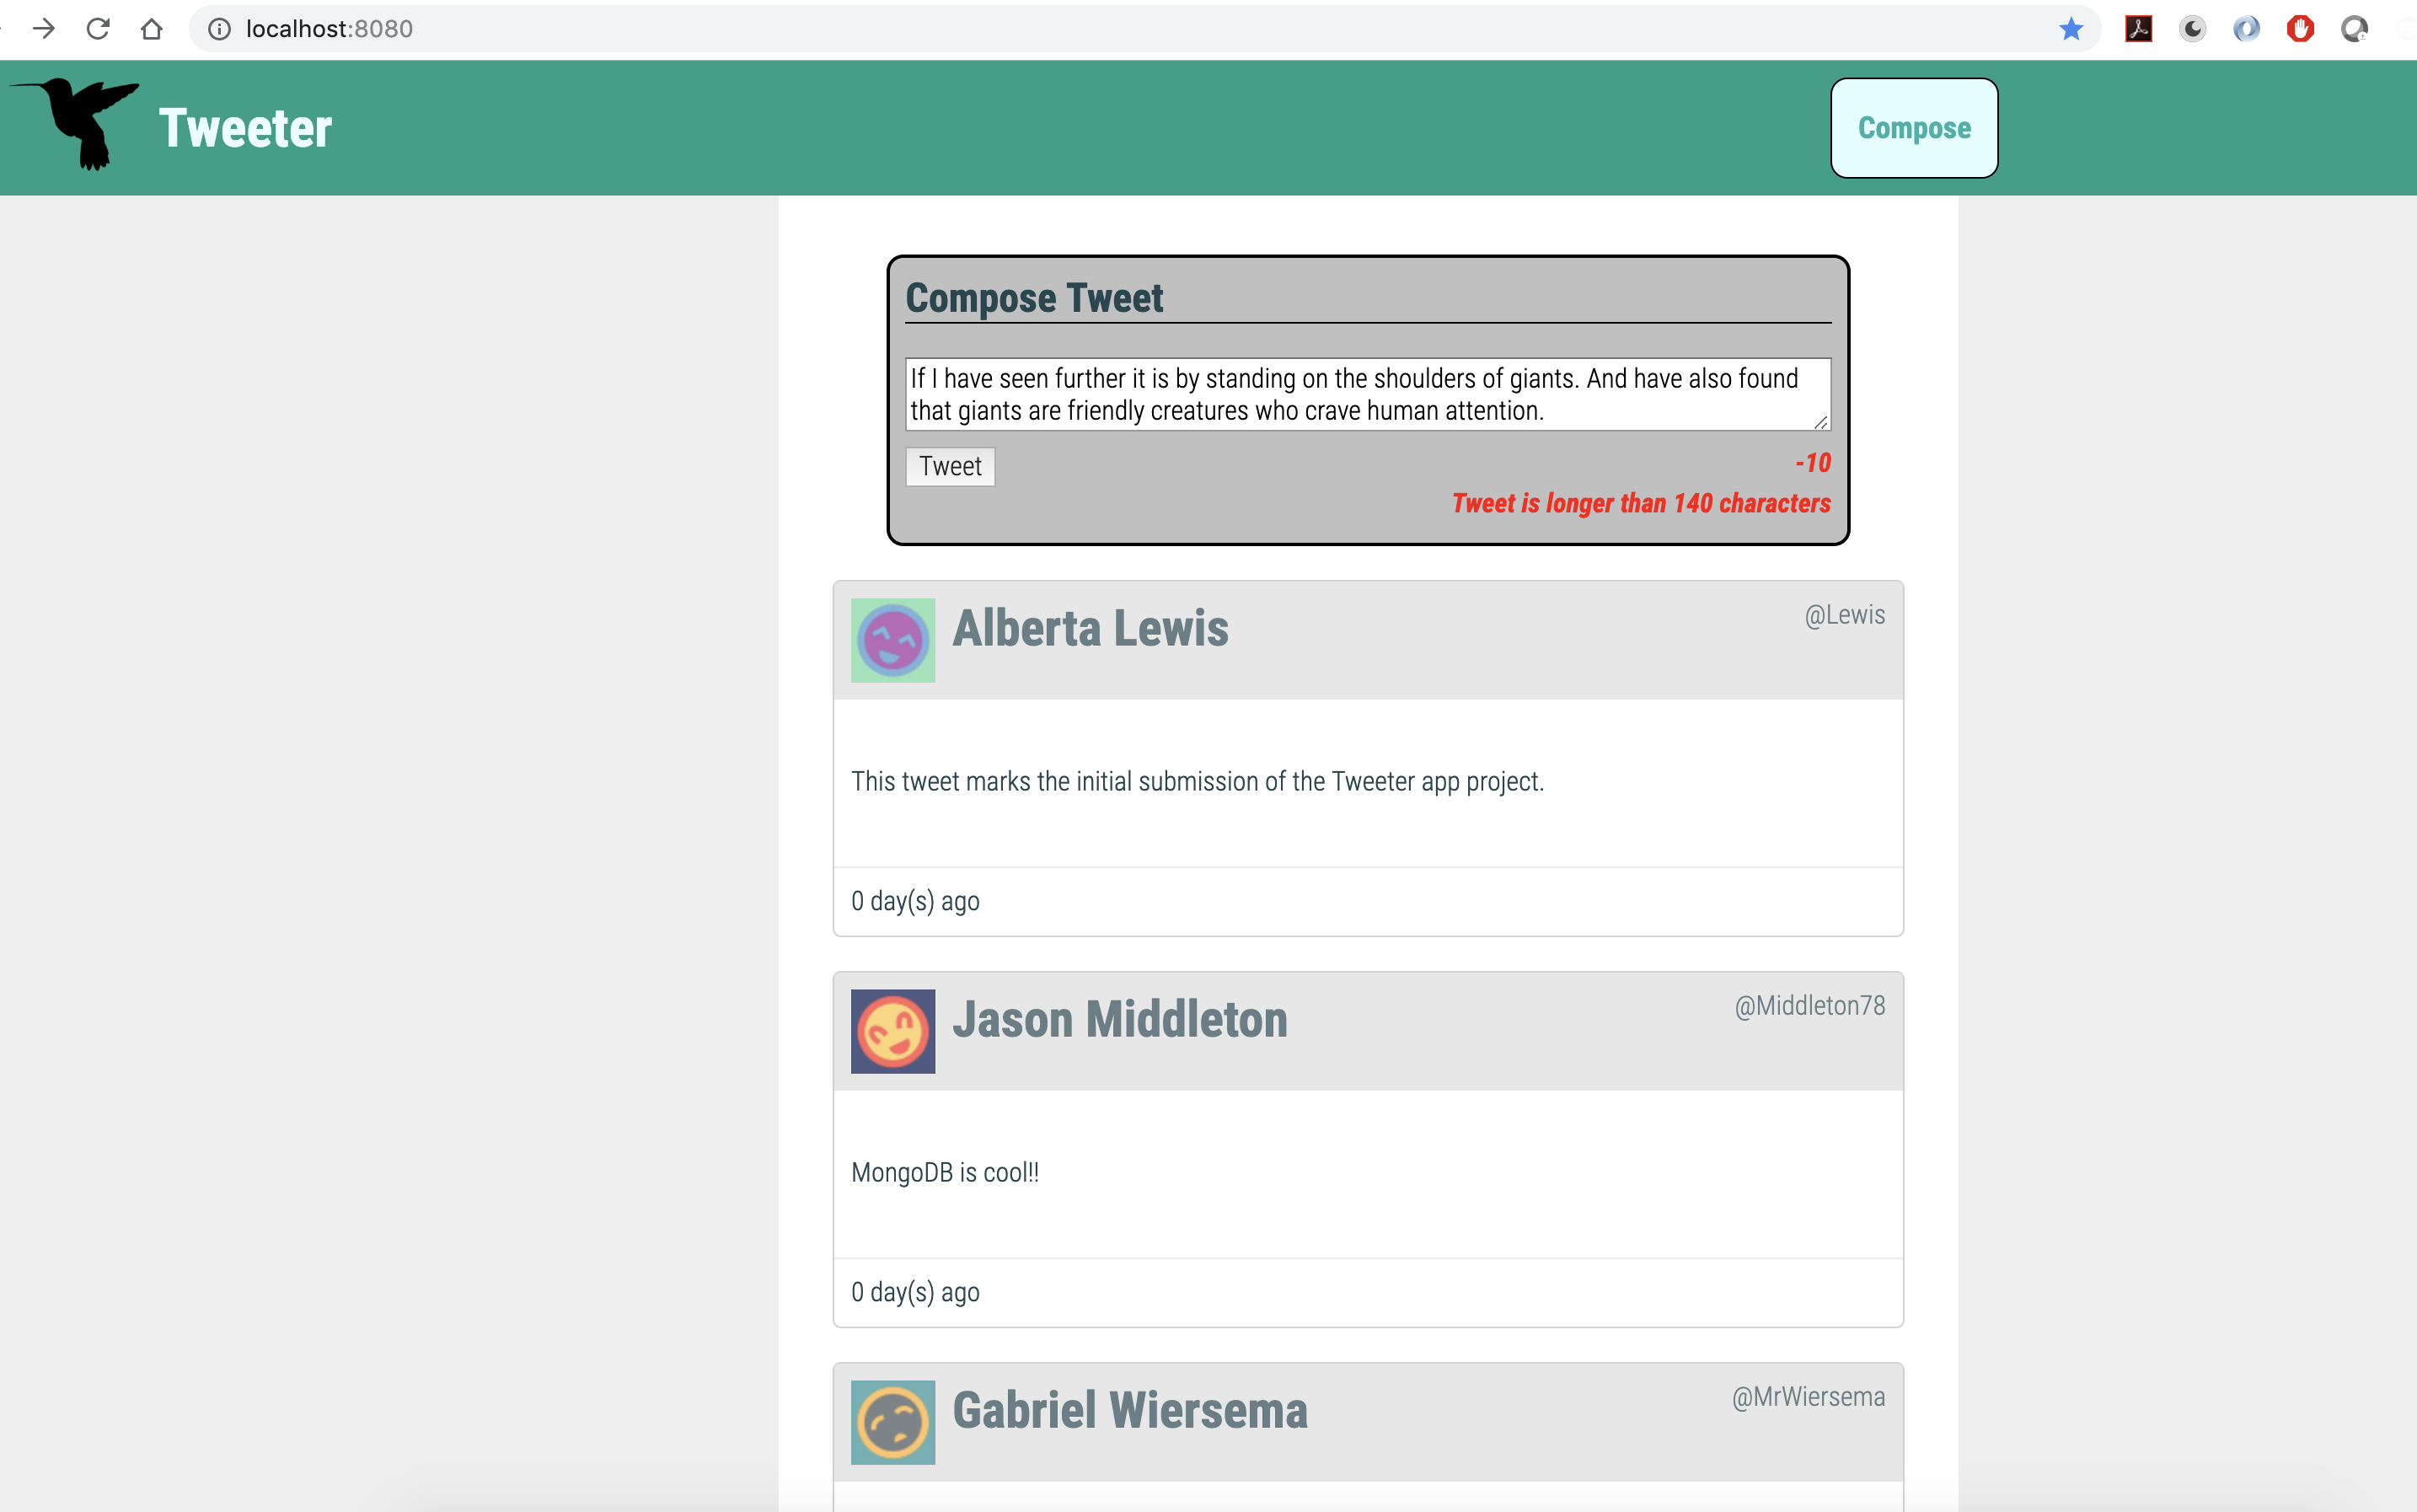 localhost:8080
Tweeter
Compose
Compose Tweet
If I have seen further it is by standing on the shoulders of giants. And have also found
that giants are friendly creatures who crave human attention.
Tweet
-10
Tweet is longer than 140 characters
Alberta Lewis
@Lewis
This tweet marks the initial submission of the Tweeter app project.
0 day(s) ago
Jason Middleton
@Middleton78
MongoDB is cool!!
0 day(s) ago
Gabriel Wiersema
@MrWiersema